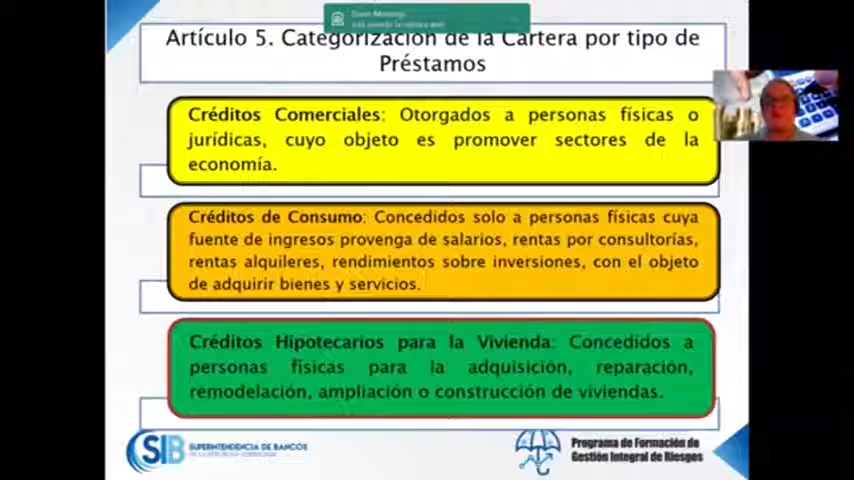 Artículo 5. Categorización de la Cartera por tipo de
Préstamos
Créditos Comerciales: Otorgados a personas físicas o
jurídicas, cuyo objeto es promover sectores de la
economía.
Créditos de Consumo: Concedidos solo a personas físicas cuya
fuente de ingresos provenga de salarios, rentas por consultorías,
rentas alquileres, rendimientos sobre inversiones, con el objeto
de adquirir bienes y servicios.
Créditos Hipotecarios para la Vivienda: Concedidos a
personas físicas para la adquisición, reparación,
remodelación, ampliación o construcción de viviendas.
SIB SUPERINTENDENCIA DE BANCOS
DE LA REPÚBLICA DOMINICANA
Programa de Formación de
Gestión Integral de Riesgos